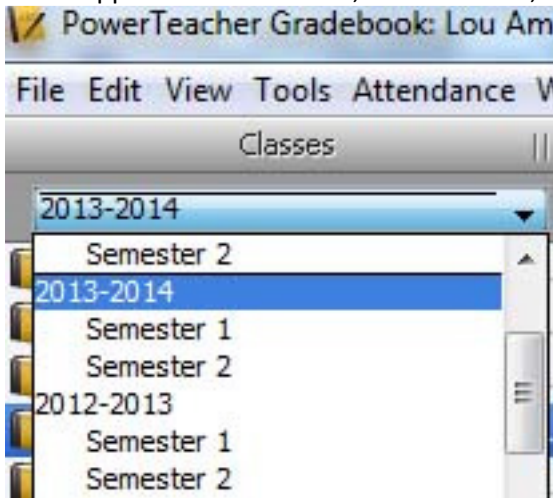 PowerTeacher Gradebook: Lou Am
File Edit View Tools Attendance
Classes
2013-2014
Semester 2
2013-2014
Semester 1
Semester 2
2012-2013
Semester 1
Semester 2